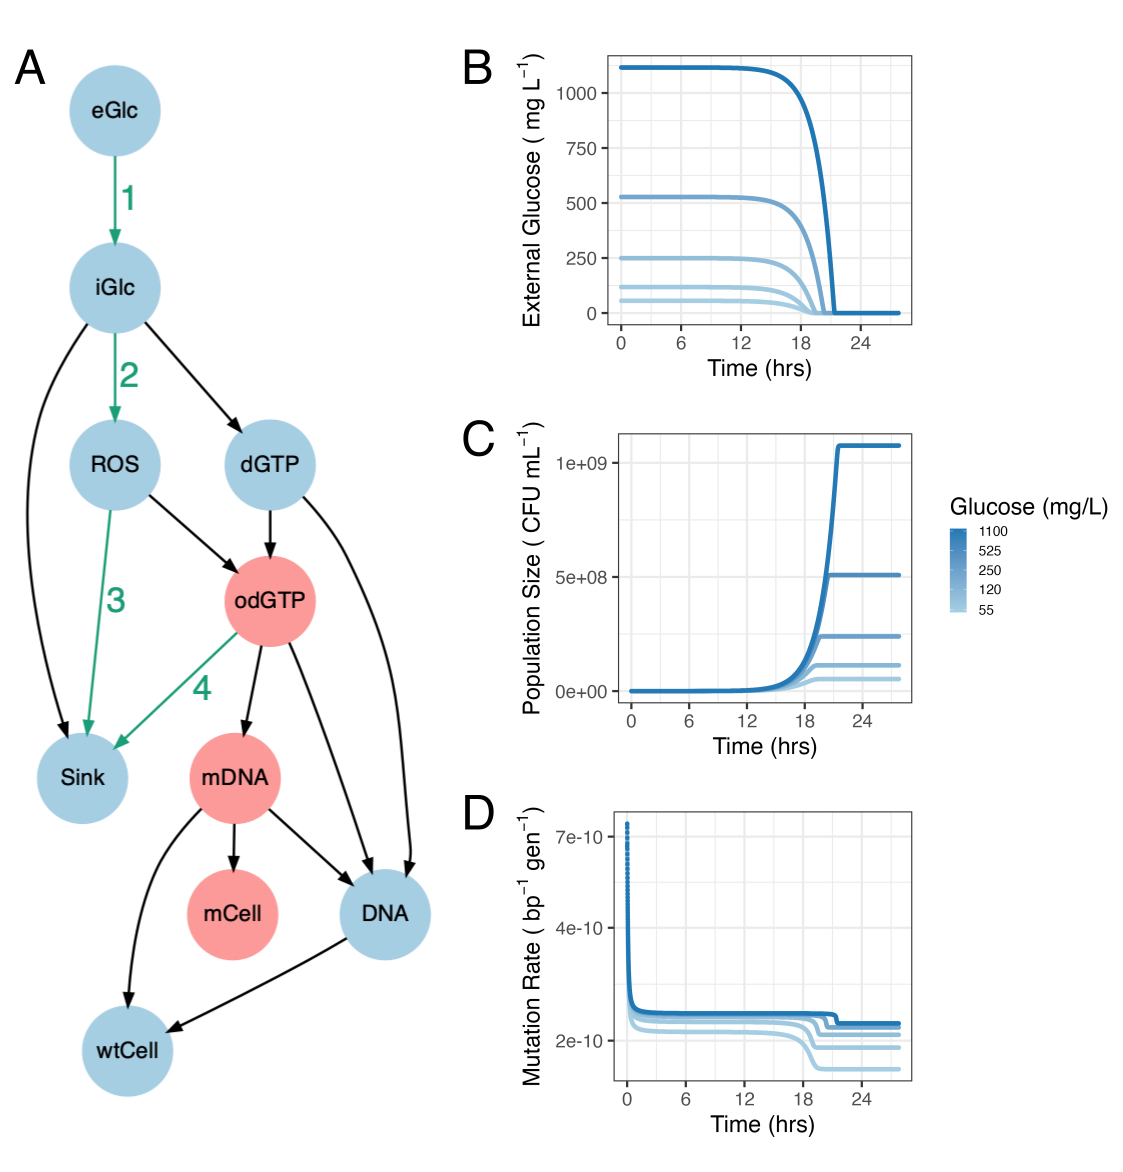 A
eGlc
1
iGlc
2
ROS
dGTP
3
odGTP
4
Sink
mDNA
mCell
DNA
wtCell
B
External Glucose ( mg L⁻¹)
1000
750
500
250
0
0 6 12 18 24
Time (hrs)
C
Population Size ( CFU mL⁻¹)
1e+09
5e+08
0e+00
0 6 12 18 24
Time (hrs)
Glucose (mg/L)
1100
525
250
120
55
D
Mutation Rate ( bp⁻¹ gen⁻¹)
7e-10
4e-10
2e-10
0 6 12 18 24
Time (hrs)